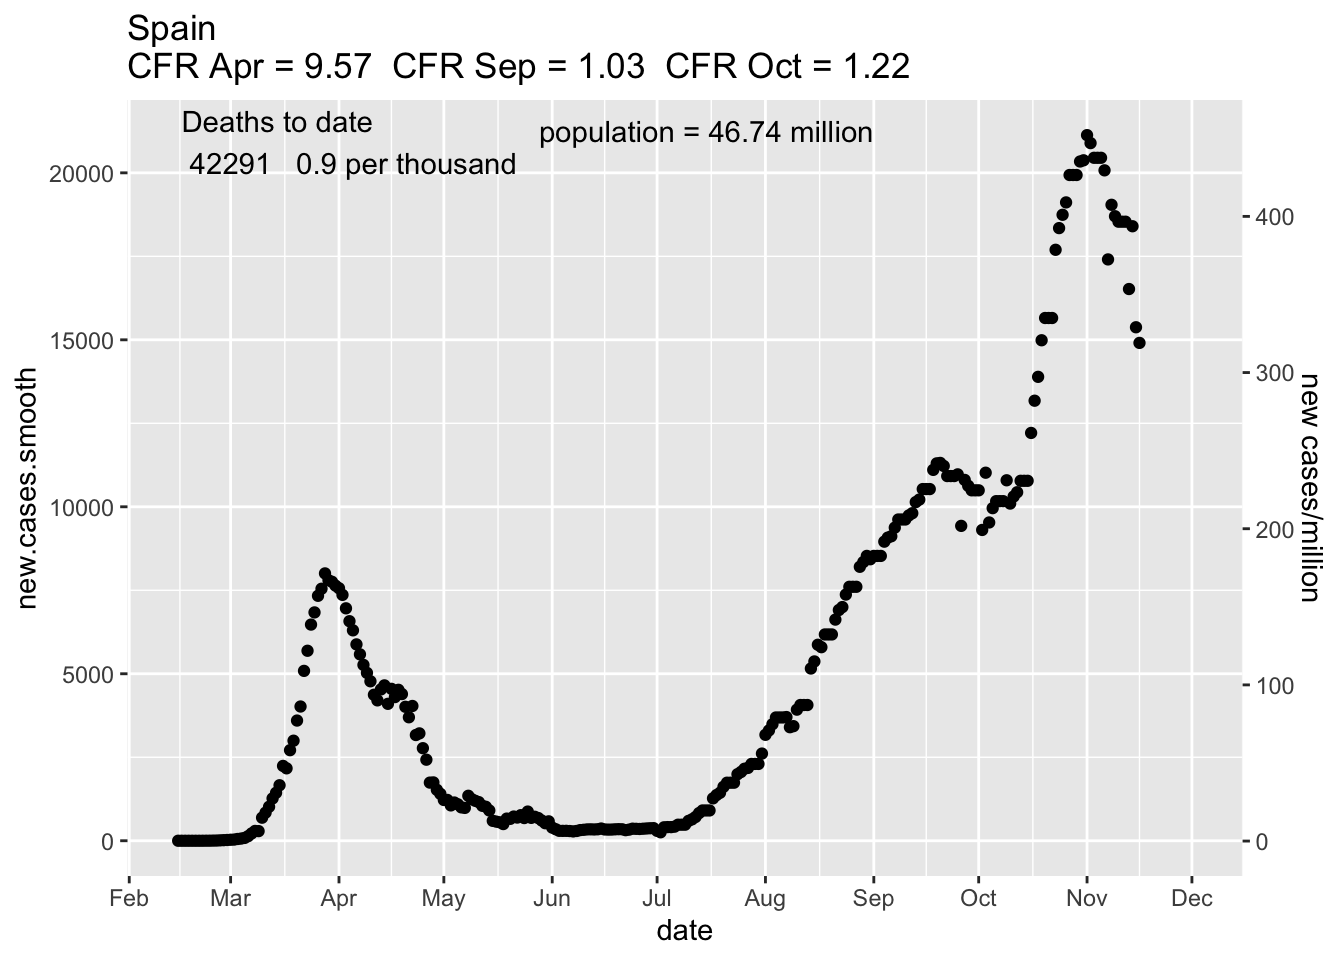 Spain
CFR Apr = 9.57  CFR Sep = 1.03  CFR Oct = 1.22
Deaths to date
42291   0.9 per thousand
population = 46.74 million
20000
15000
10000
5000
0
new.cases.smooth
400
300
200
100
0
new cases/million
Feb Mar Apr May Jun Jul Aug Sep Oct Nov Dec
date